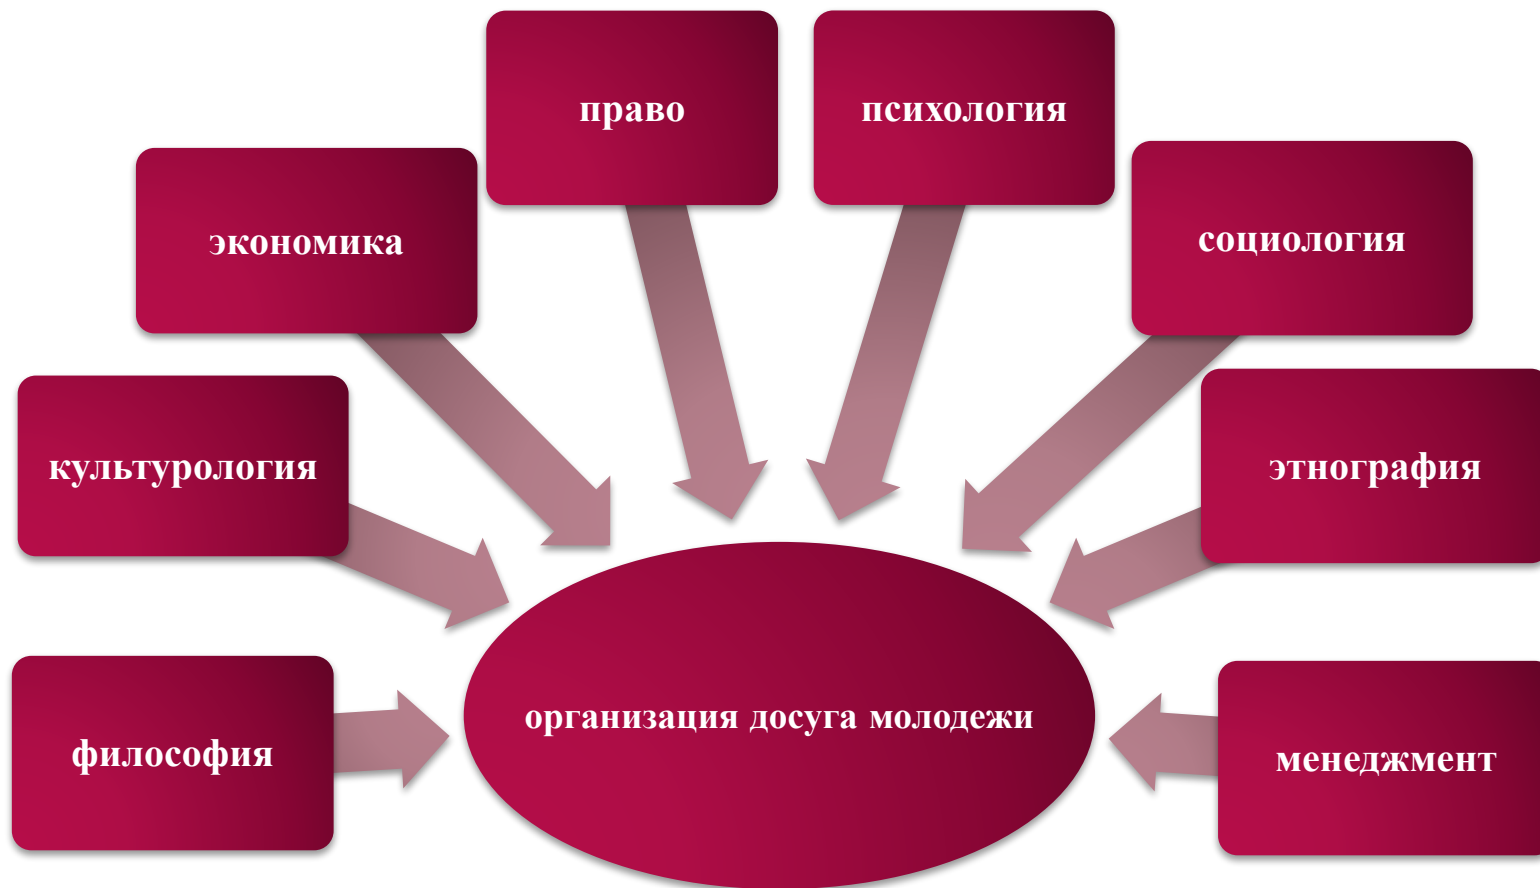 право
психология
экономика
социология
культурология
этнография
организация досуга молодежи
философия
менеджмент